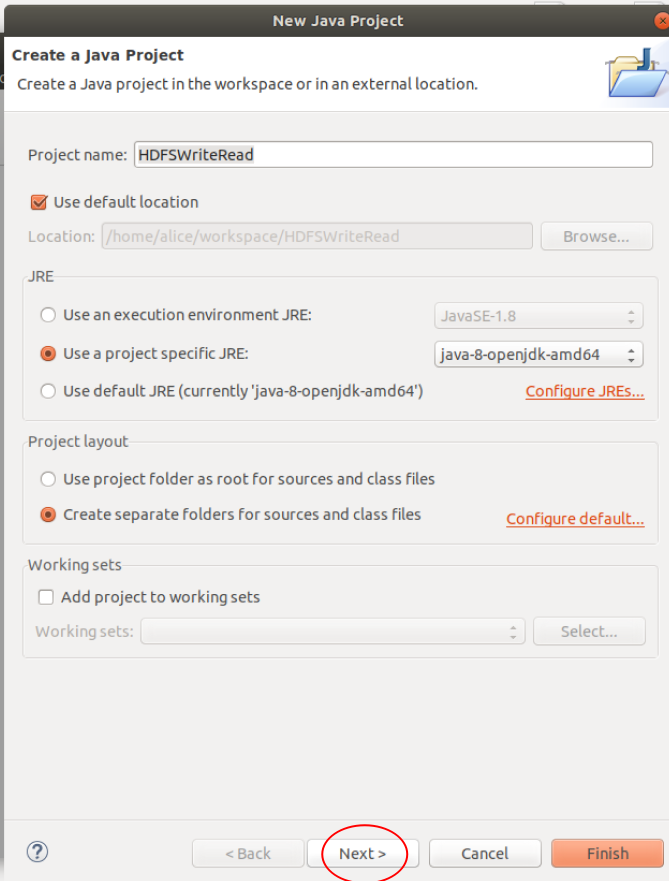 New Java Project
Create a Java Project
Create a Java project in the workspace or in an external location.
Project name: HDFSWriteRead
Use default location
Location: /home/alice/workspace/HDFSWriteRead Browse...
JRE
Use an execution environment JRE: JavaSE-1.8
Use a project specific JRE: java-8-openjdk-amd64
Use default JRE (currently 'java-8-openjdk-amd64') Configure JREs...
Project layout
Use project folder as root for sources and class files
Create separate folders for sources and class files Configure default...
Working sets
Add project to working sets
Working sets: Select...
? < Back Next > Cancel Finish